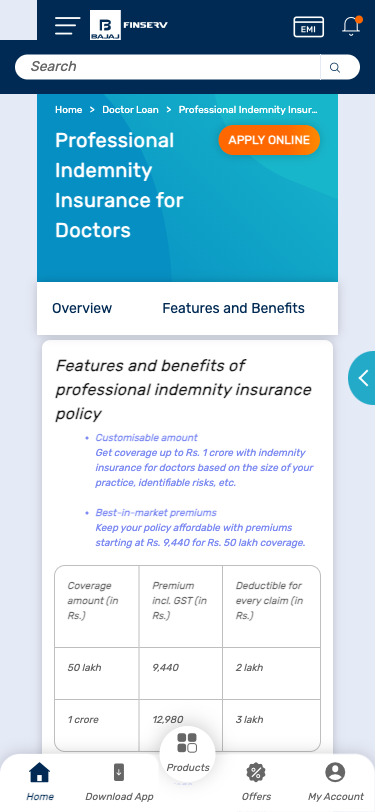 BAJAJ FINSERV
EMI
Search
Home > Doctor Loan > Professional Indemnity Insur...
Professional
Indemnity
Insurance for
Doctors
APPLY ONLINE
Overview Features and Benefits
Features and benefits of
professional indemnity insurance
policy
• Customisable amount
Get coverage up to Rs. 1 crore with indemnity
insurance for doctors based on the size of your
practice, identifiable risks, etc.
• Best-in-market premiums
Keep your policy affordable with premiums
starting at Rs. 9,440 for Rs. 50 lakh coverage.
Coverage amount (in Rs.) Premium incl. GST (in Rs.) Deductible for every claim (in Rs.)
50 lakh 9,440 2 lakh
1 crore 12,980 3 lakh
Home Download App Products Offers My Account